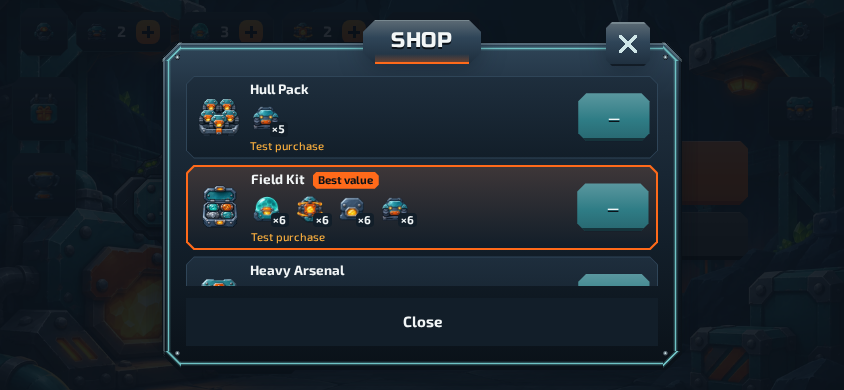 2
3
2
SHOP
Hull Pack
×5
Test purchase
–
Field Kit
Best value
×6
×6
×6
×6
Test purchase
–
Heavy Arsenal
Close